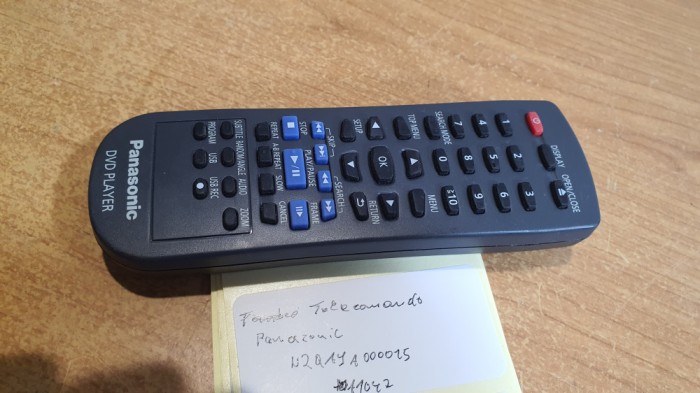 DISPLAY
OPEN/CLOSE
1
2
3
4
5
6
7
8
9
0
≧10
SEARCH MODE
TOP MENU
MENU
SETUP
OK
RETURN
SKIP
SEARCH
STOP
PLAY/PAUSE
FRAME
REPEAT
A-B REPEAT
SLOW
CANCEL
SUBTITLE
RANDOM/ANGLE
AUDIO
ZOOM
PROGRAM
USB
USB REC
Panasonic
DVD PLAYER
Telecomando
Panasonic
N2QAYA000015
11042